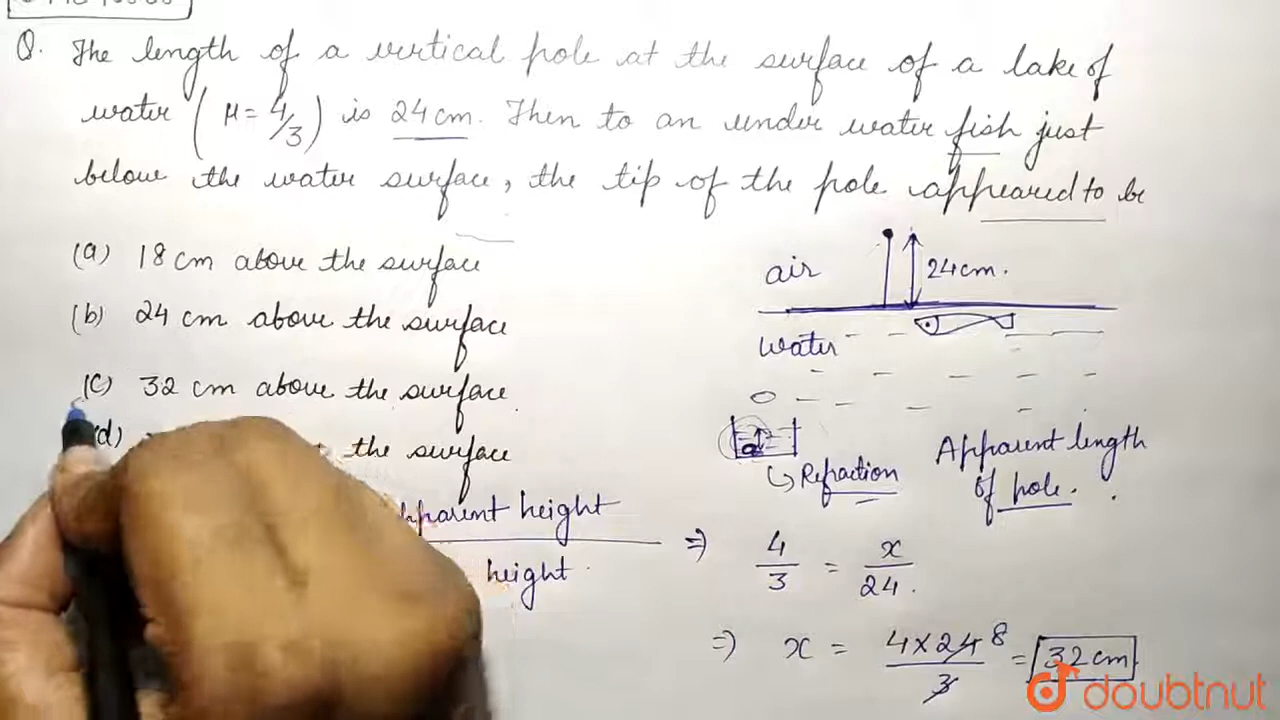 Q. The length of a vertical pole at the surface of a lake of
water (μ = 4/3) is 24 cm. Then to an under water fish just
below the water surface, the tip of the pole appeared to be
(a) 18 cm above the surface
(b) 24 cm above the surface
(c) 32 cm above the surface
(d) the surface
air
24cm.
water
Refraction
Apparent length
of pole.
apparent height
height
⇒ 4/3 = x/24.
⇒ x = 4×24 8/3 = 32 cm
doubtnut